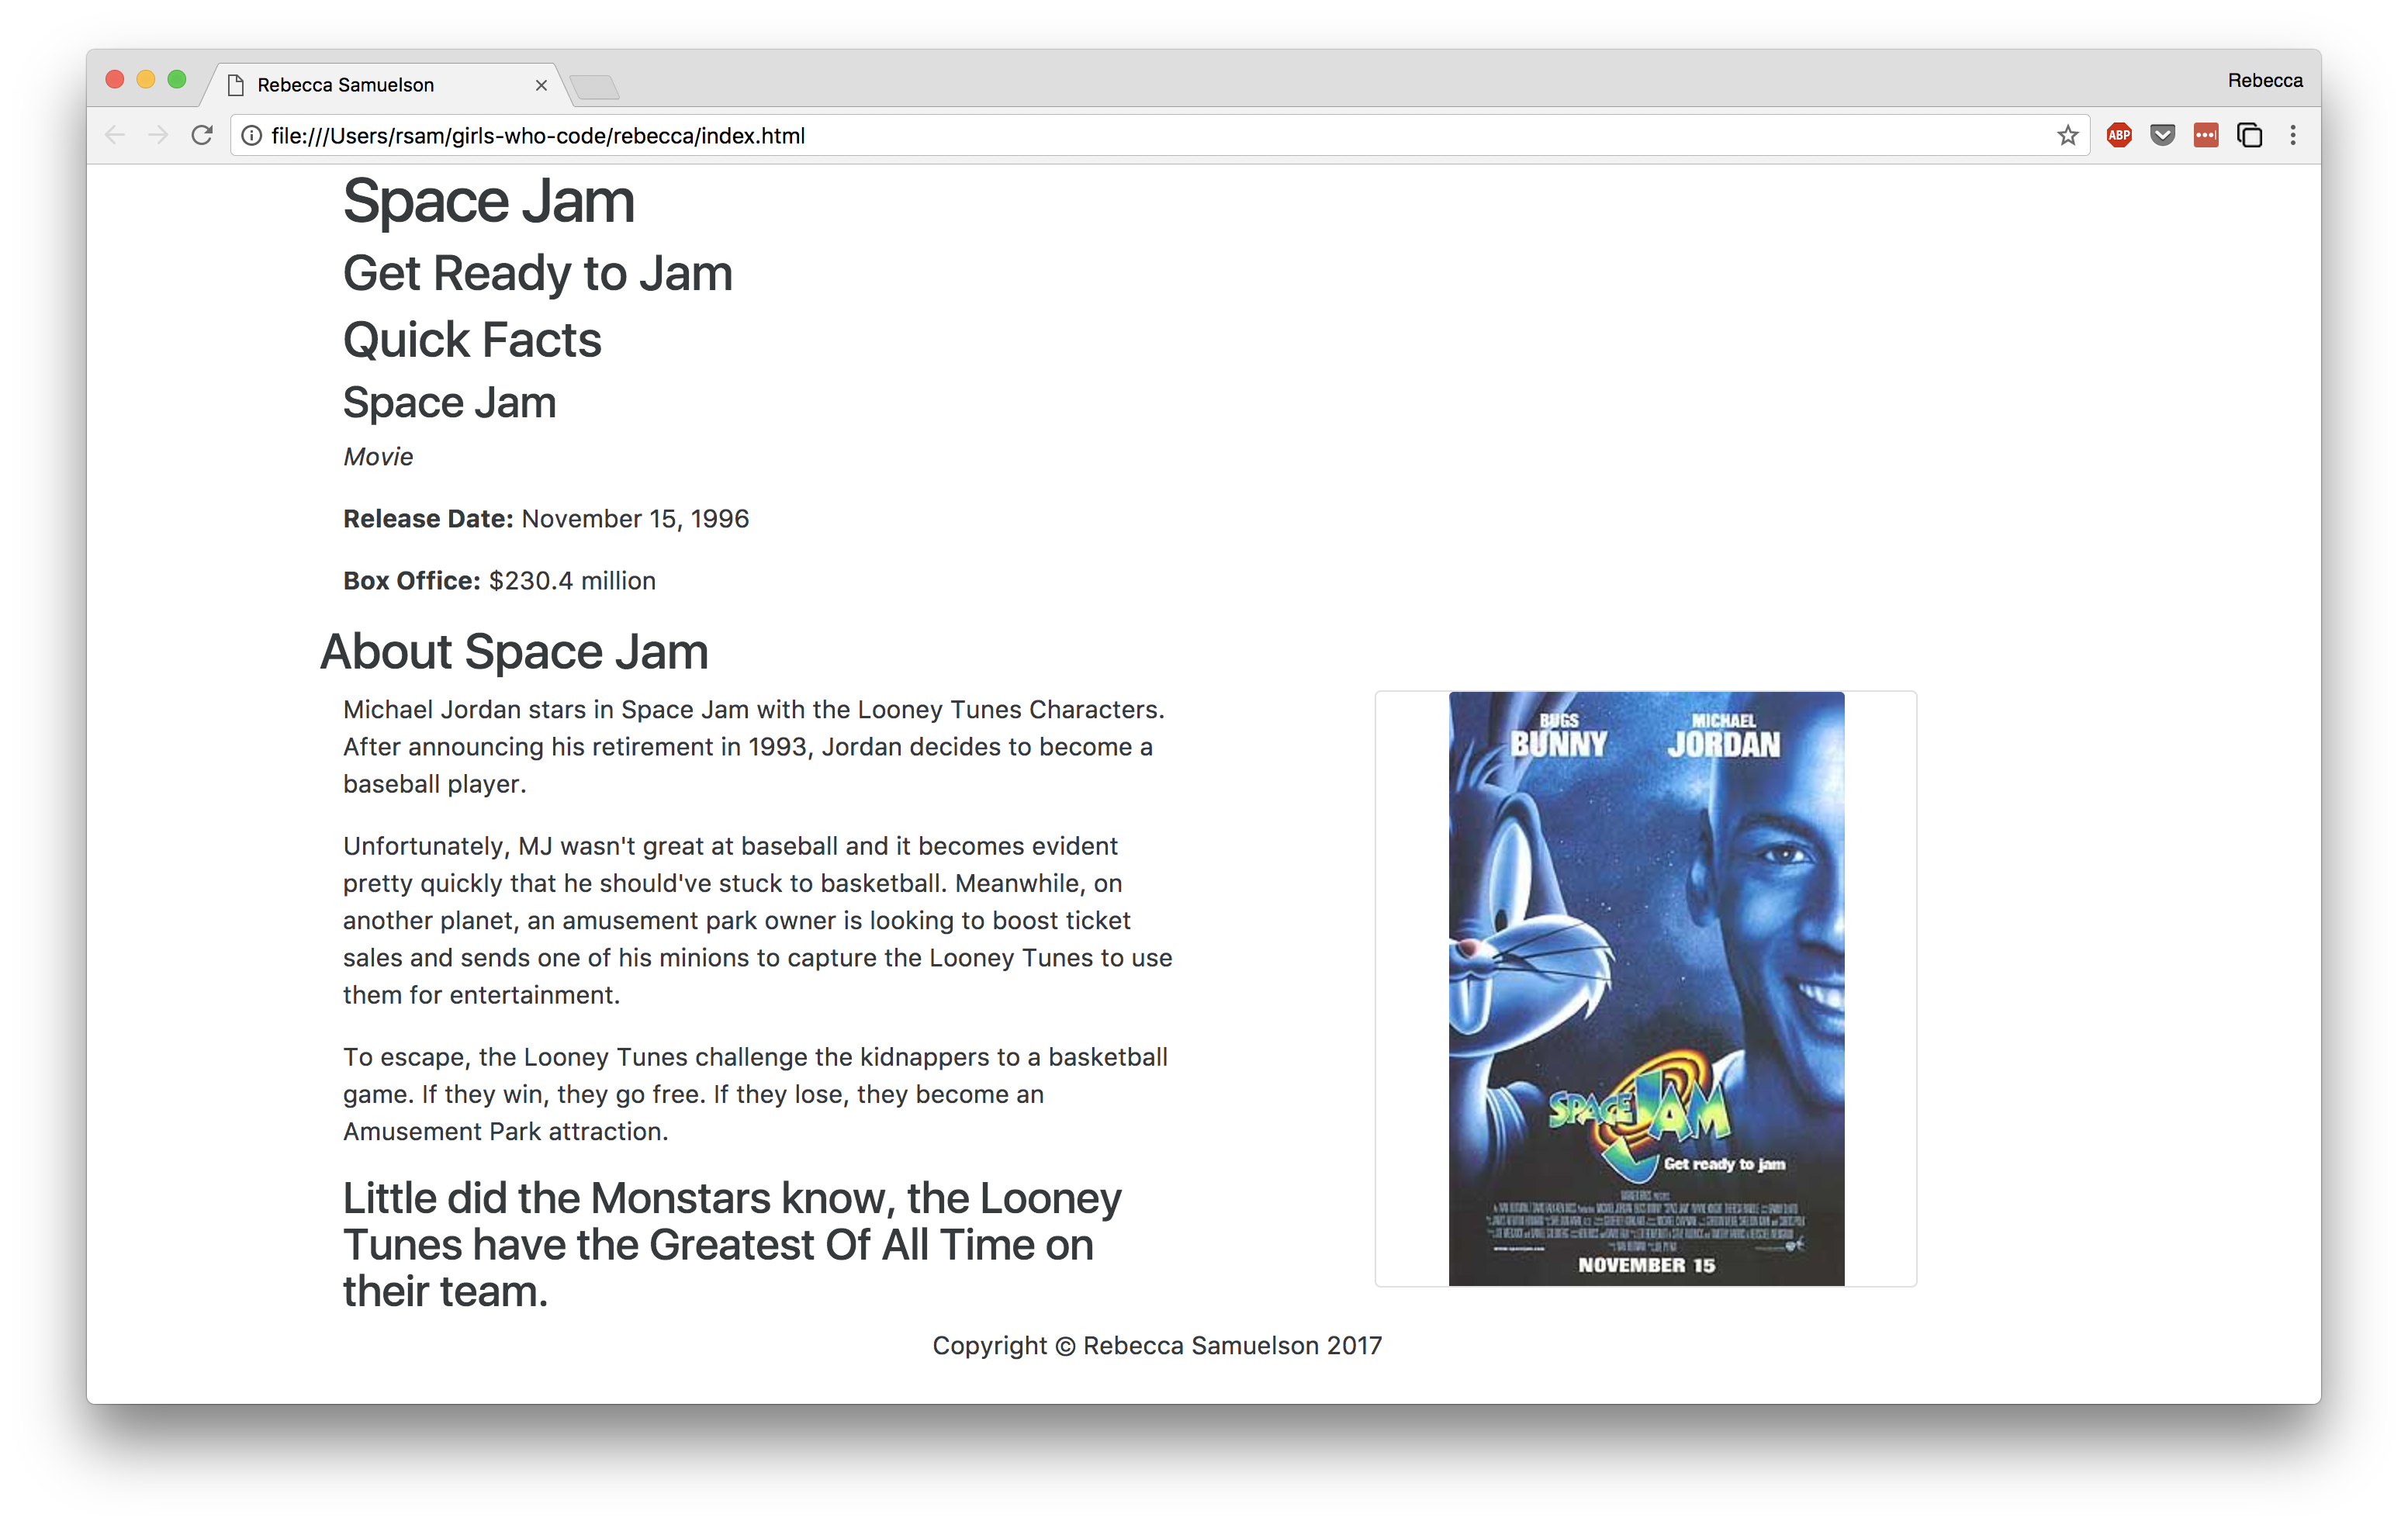 Rebecca Samuelson
Rebecca
file:///Users/rsam/girls-who-code/rebecca/index.html
ABP
Space Jam
Get Ready to Jam
Quick Facts
Space Jam
Movie
Release Date: November 15, 1996
Box Office: $230.4 million
About Space Jam
Michael Jordan stars in Space Jam with the Looney Tunes Characters.
After announcing his retirement in 1993, Jordan decides to become a
baseball player.
Unfortunately, MJ wasn't great at baseball and it becomes evident
pretty quickly that he should've stuck to basketball. Meanwhile, on
another planet, an amusement park owner is looking to boost ticket
sales and sends one of his minions to capture the Looney Tunes to use
them for entertainment.
To escape, the Looney Tunes challenge the kidnappers to a basketball
game. If they win, they go free. If they lose, they become an
Amusement Park attraction.
Little did the Monstars know, the Looney
Tunes have the Greatest Of All Time on
their team.
BUGS
BUNNY
MICHAEL
JORDAN
SPACE JAM
Get ready to jam
NOVEMBER 15
Copyright © Rebecca Samuelson 2017